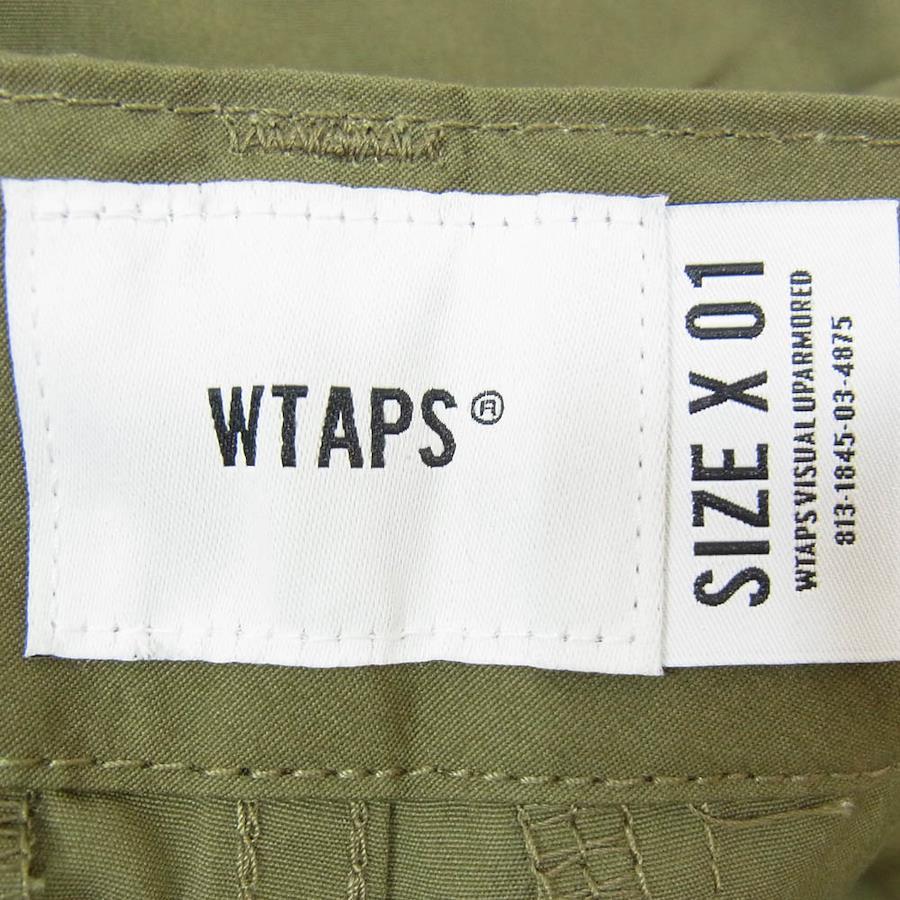 WTAPS®
SIZE X 01
WTAPS VISUAL UPARMORED
813-1845-03-4875